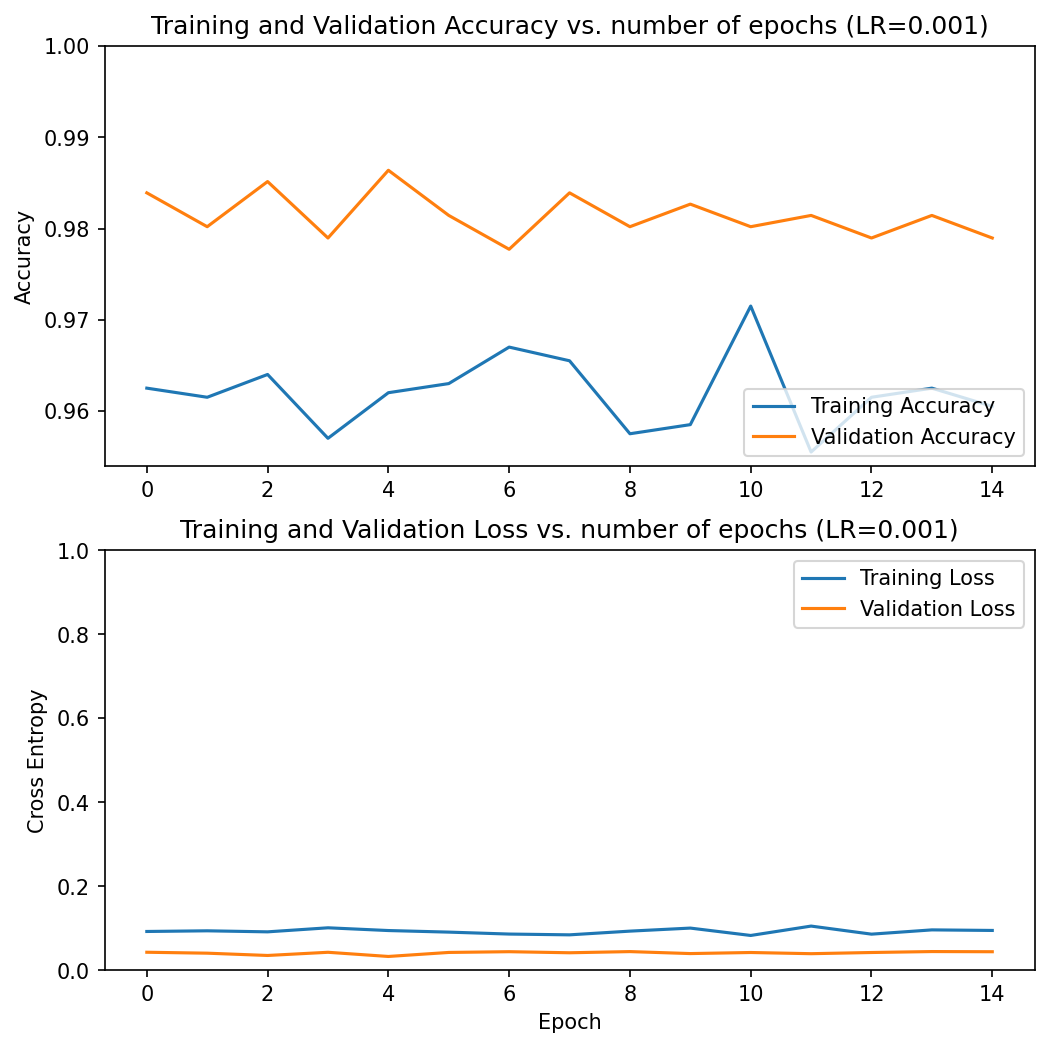 Training and Validation Accuracy vs. number of epochs (LR=0.001)
1.00
0.99
0.98
0.97
0.96
Accuracy
Training Accuracy
Validation Accuracy
0 2 4 6 8 10 12 14
Training and Validation Loss vs. number of epochs (LR=0.001)
1.0
0.8
0.6
0.4
0.2
0.0
Cross Entropy
Training Loss
Validation Loss
0 2 4 6 8 10 12 14
Epoch